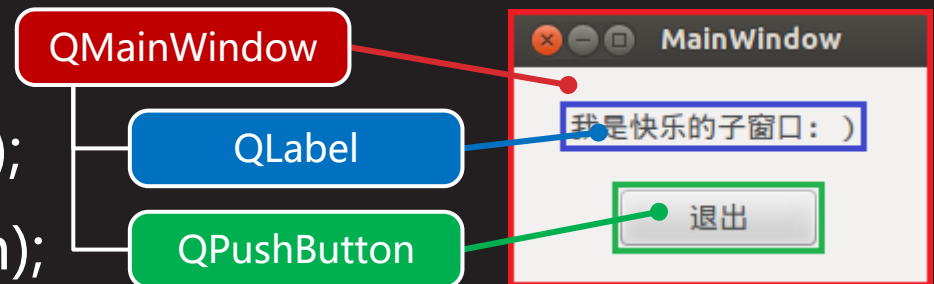 QMainWindow
MainWindow
我是快乐的子窗口: )
QLabel
);
退出
QPushButton
);